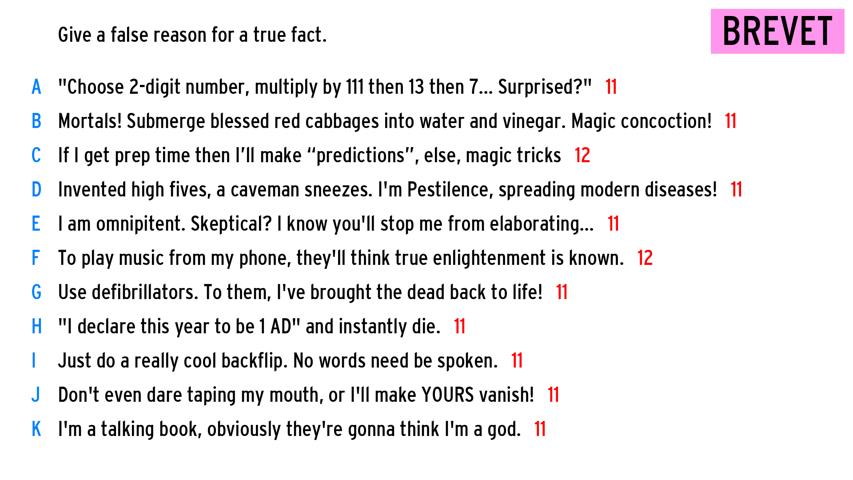 Give a false reason for a true fact.
BREVET
A "Choose 2-digit number, multiply by 111 then 13 then 7... Surprised?" 11
B Mortals! Submerge blessed red cabbages into water and vinegar. Magic concoction! 11
C If I get prep time then I’ll make “predictions”, else, magic tricks 12
D Invented high fives, a caveman sneezes. I'm Pestilence, spreading modern diseases! 11
E I am omnipitent. Skeptical? I know you'll stop me from elaborating... 11
F To play music from my phone, they'll think true enlightenment is known. 12
G Use defibrillators. To them, I've brought the dead back to life! 11
H "I declare this year to be 1 AD" and instantly die. 11
I Just do a really cool backflip. No words need be spoken. 11
J Don't even dare taping my mouth, or I'll make YOURS vanish! 11
K I'm a talking book, obviously they're gonna think I'm a god. 11